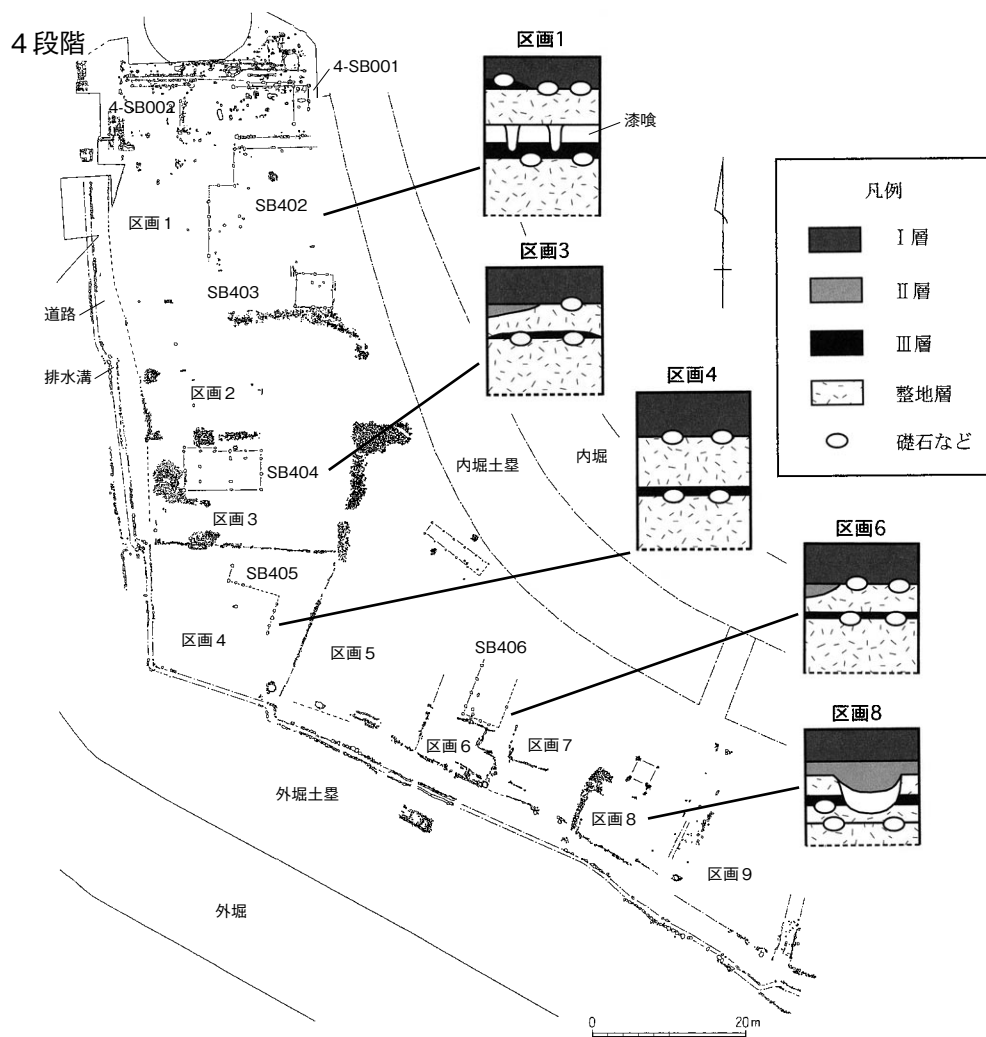 4段階
4-SB001
4-SB002
区画1
漆喰
SB402
区画1
SB403
道路
排水溝
区画2
区画3
SB404
区画3
SB405
区画4
区画4
区画5
内堀土塁
内堀
SB406
区画6
区画6
区画7
区画8
区画8
区画9
外堀土塁
外堀
凡例
Ⅰ層
Ⅱ層
Ⅲ層
整地層
礎石など
0 20m